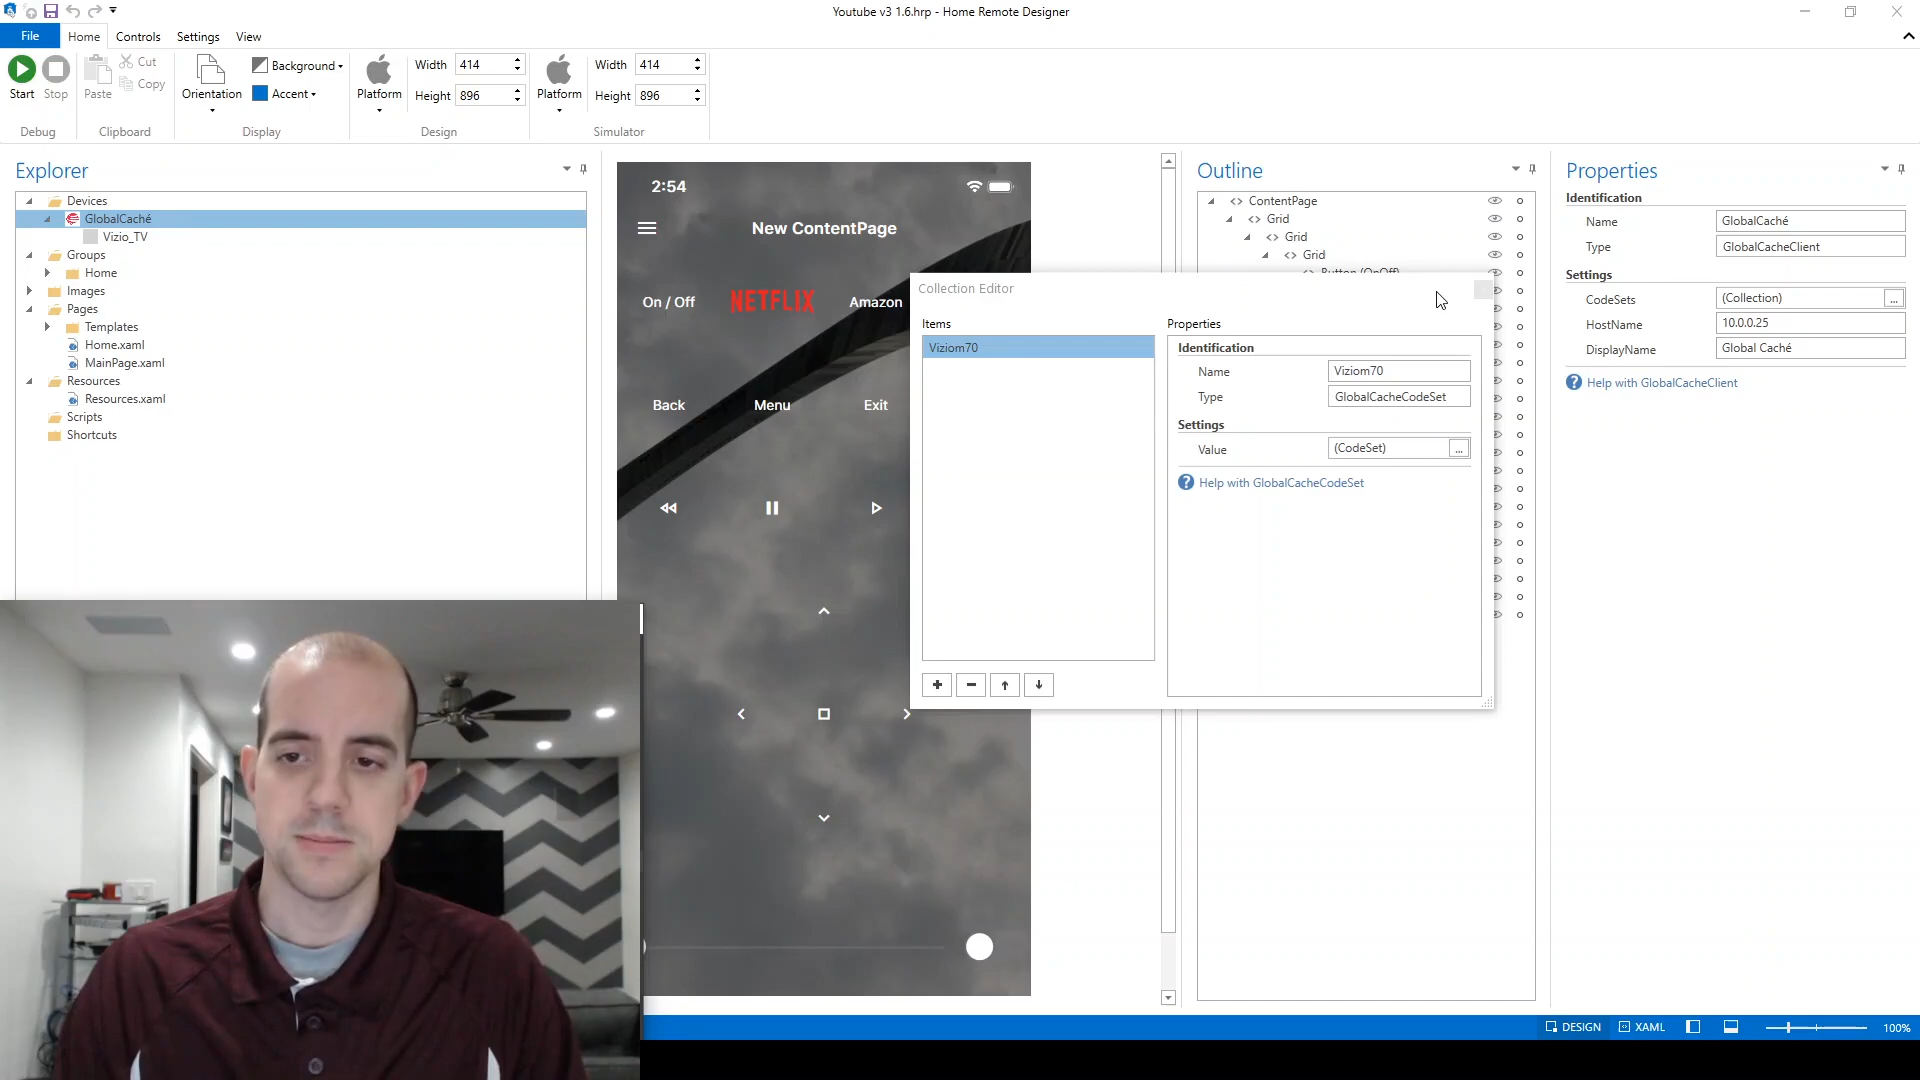 Youtube v3 1.6.hrp - Home Remote Designer
File Home Controls Settings View
Start Stop
Debug
Paste Cut Copy
Clipboard
Orientation Background Accent
Display
Platform Width 414 Height 896
Design
Platform Width 414 Height 896
Simulator
Explorer
Devices
GlobalCaché
Vizio_TV
Groups
Home
Images
Pages
Templates
Home.xaml
MainPage.xaml
Resources
Resources.xaml
Scripts
Shortcuts
2:54
New ContentPage
On / Off NETFLIX Amazon
Back Menu Exit
Outline
ContentPage
Grid
Grid
Grid
Button (OnOff)
Collection Editor
Items
Viziom70
Properties
Identification
Name Viziom70
Type GlobalCacheCodeSet
Settings
Value (CodeSet) ...
? Help with GlobalCacheCodeSet
Properties
Identification
Name GlobalCaché
Type GlobalCacheClient
Settings
CodeSets (Collection) ...
HostName 10.0.0.25
DisplayName Global Caché
? Help with GlobalCacheClient
DESIGN XAML 100%